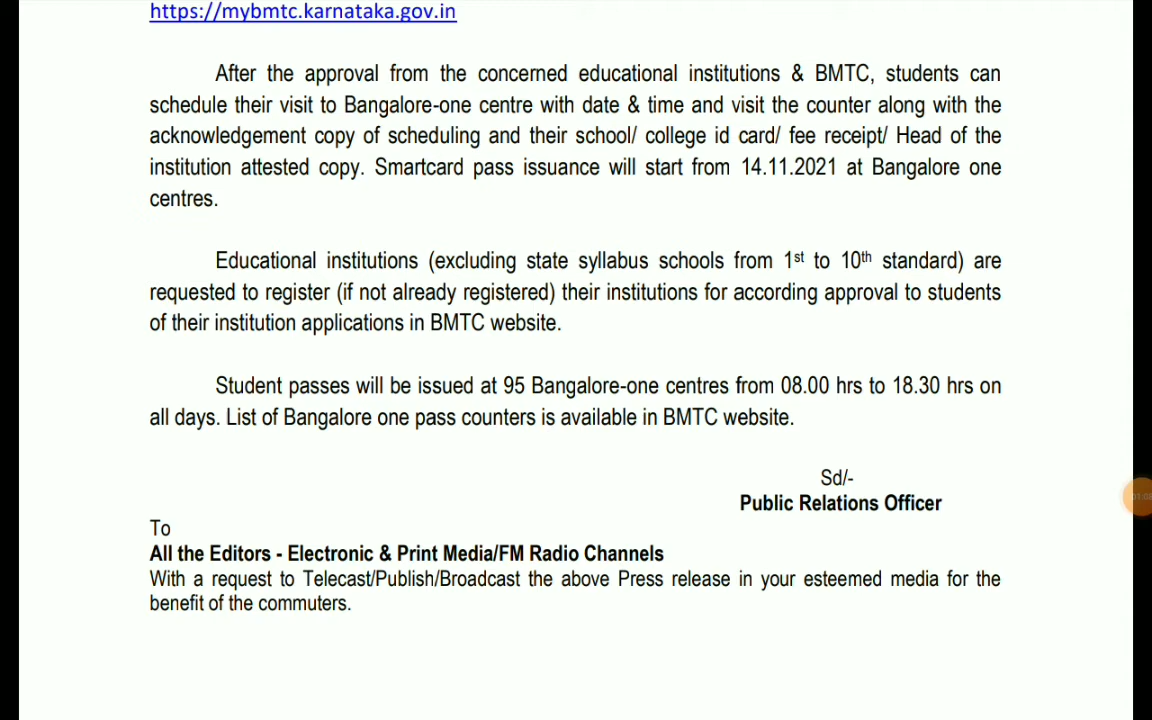 https://mybmtc.karnataka.gov.in
After the approval from the concerned educational institutions & BMTC, students can
schedule their visit to Bangalore-one centre with date & time and visit the counter along with the
acknowledgement copy of scheduling and their school/ college id card/ fee receipt/ Head of the
institution attested copy. Smartcard pass issuance will start from 14.11.2021 at Bangalore one
centres.
Educational institutions (excluding state syllabus schools from 1st to 10th standard) are
requested to register (if not already registered) their institutions for according approval to students
of their institution applications in BMTC website.
Student passes will be issued at 95 Bangalore-one centres from 08.00 hrs to 18.30 hrs on
all days. List of Bangalore one pass counters is available in BMTC website.
Sd/-
Public Relations Officer
To
All the Editors - Electronic & Print Media/FM Radio Channels
With a request to Telecast/Publish/Broadcast the above Press release in your esteemed media for the
benefit of the commuters.